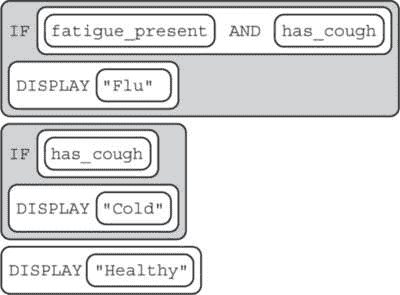 IF fatigue_present AND has_cough
DISPLAY "Flu"
IF has_cough
DISPLAY "Cold"
DISPLAY "Healthy"